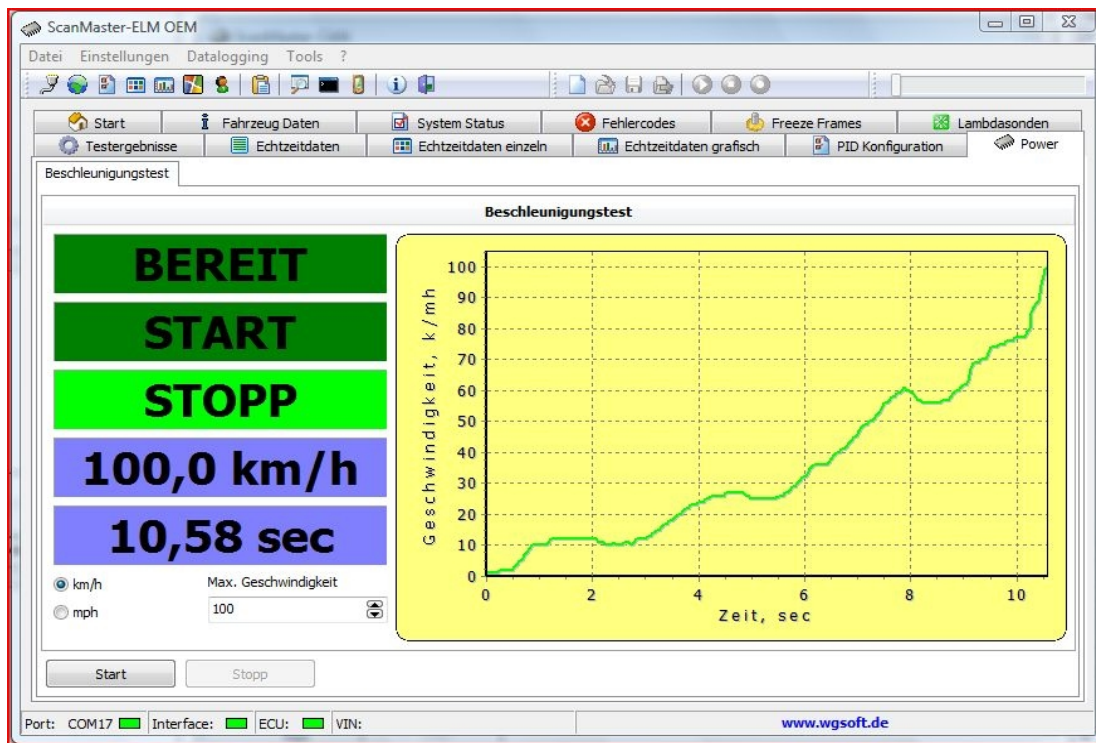 ScanMaster-ELM OEM
Datei Einstellungen Datalogging Tools ?
Start Fahrzeug Daten System Status Fehlercodes Freeze Frames Lambdasonden
Testergebnisse Echtzeitdaten Echtzeitdaten einzeln Echtzeitdaten grafisch PID Konfiguration Power
Beschleunigungstest
Beschleunigungstest
BEREIT
START
STOPP
100,0 km/h
10,58 sec
km/h
mph
Max. Geschwindigkeit
100
Geschwindigkeit, k/mh
100
90
80
70
60
50
40
30
20
10
0
0 2 4 6 8 10
Zeit, sec
Start Stopp
Port: COM17 Interface: ECU: VIN: www.wgsoft.de